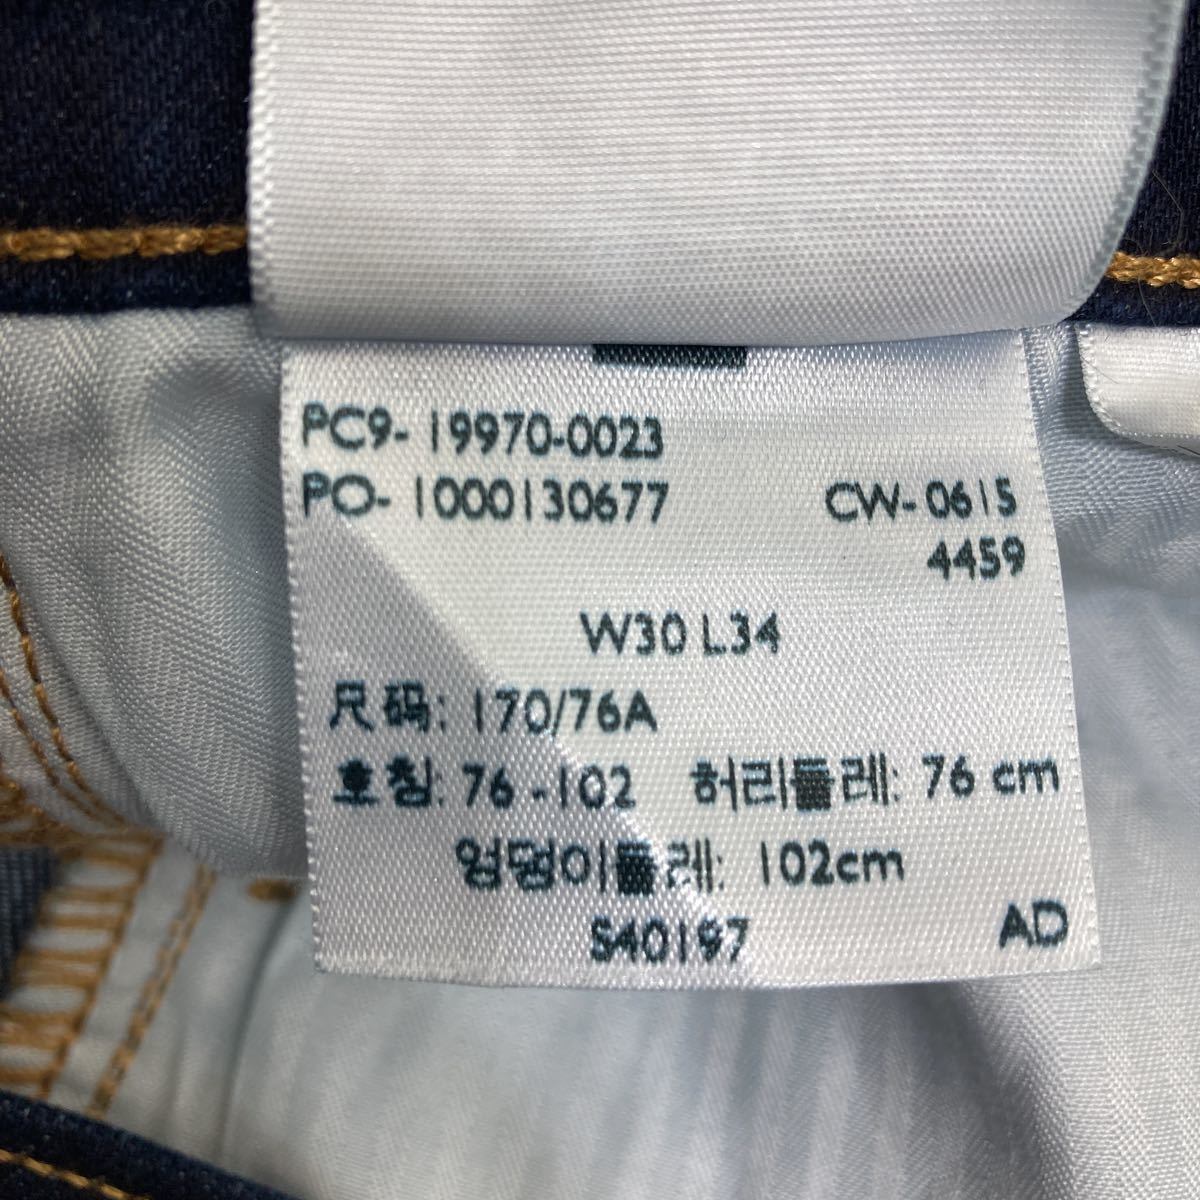 PC9- 19970-0023
PO- 1000130677 CW-0615
4459
W30 L34
尺码: 170/76A
호칭: 76 -102 허리둘레: 76 cm
엉덩이둘레: 102cm
S40197 AD